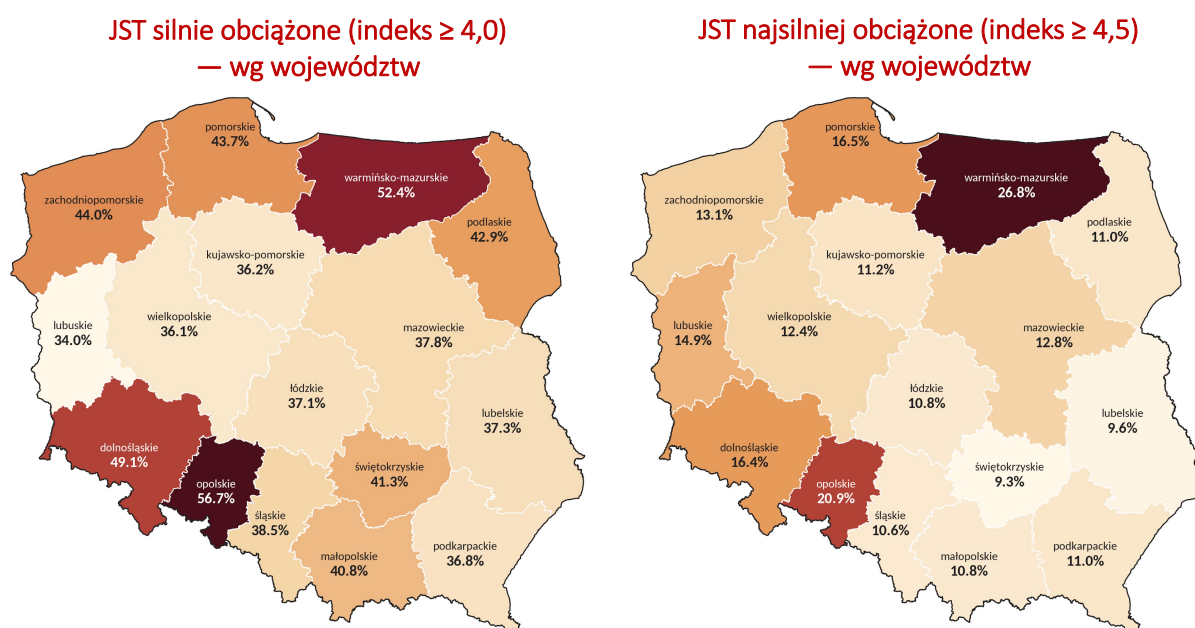 JST silnie obciążone (indeks ≥ 4,0)
— wg województw
pomorskie
43.7%
warmińsko-mazurskie
52.4%
zachodniopomorskie
44.0%
podlaskie
42.9%
kujawsko-pomorskie
36.2%
lubuskie
34.0%
wielkopolskie
36.1%
mazowieckie
37.8%
łódzkie
37.1%
lubelskie
37.3%
dolnośląskie
49.1%
opolskie
56.7%
śląskie
38.5%
świętokrzyskie
41.3%
małopolskie
40.8%
podkarpackie
36.8%
JST najsilniej obciążone (indeks ≥ 4,5)
— wg województw
pomorskie
16.5%
warmińsko-mazurskie
26.8%
zachodniopomorskie
13.1%
podlaskie
11.0%
kujawsko-pomorskie
11.2%
lubuskie
14.9%
wielkopolskie
12.4%
mazowieckie
12.8%
łódzkie
10.8%
lubelskie
9.6%
dolnośląskie
16.4%
opolskie
20.9%
śląskie
10.6%
świętokrzyskie
9.3%
małopolskie
10.8%
podkarpackie
11.0%